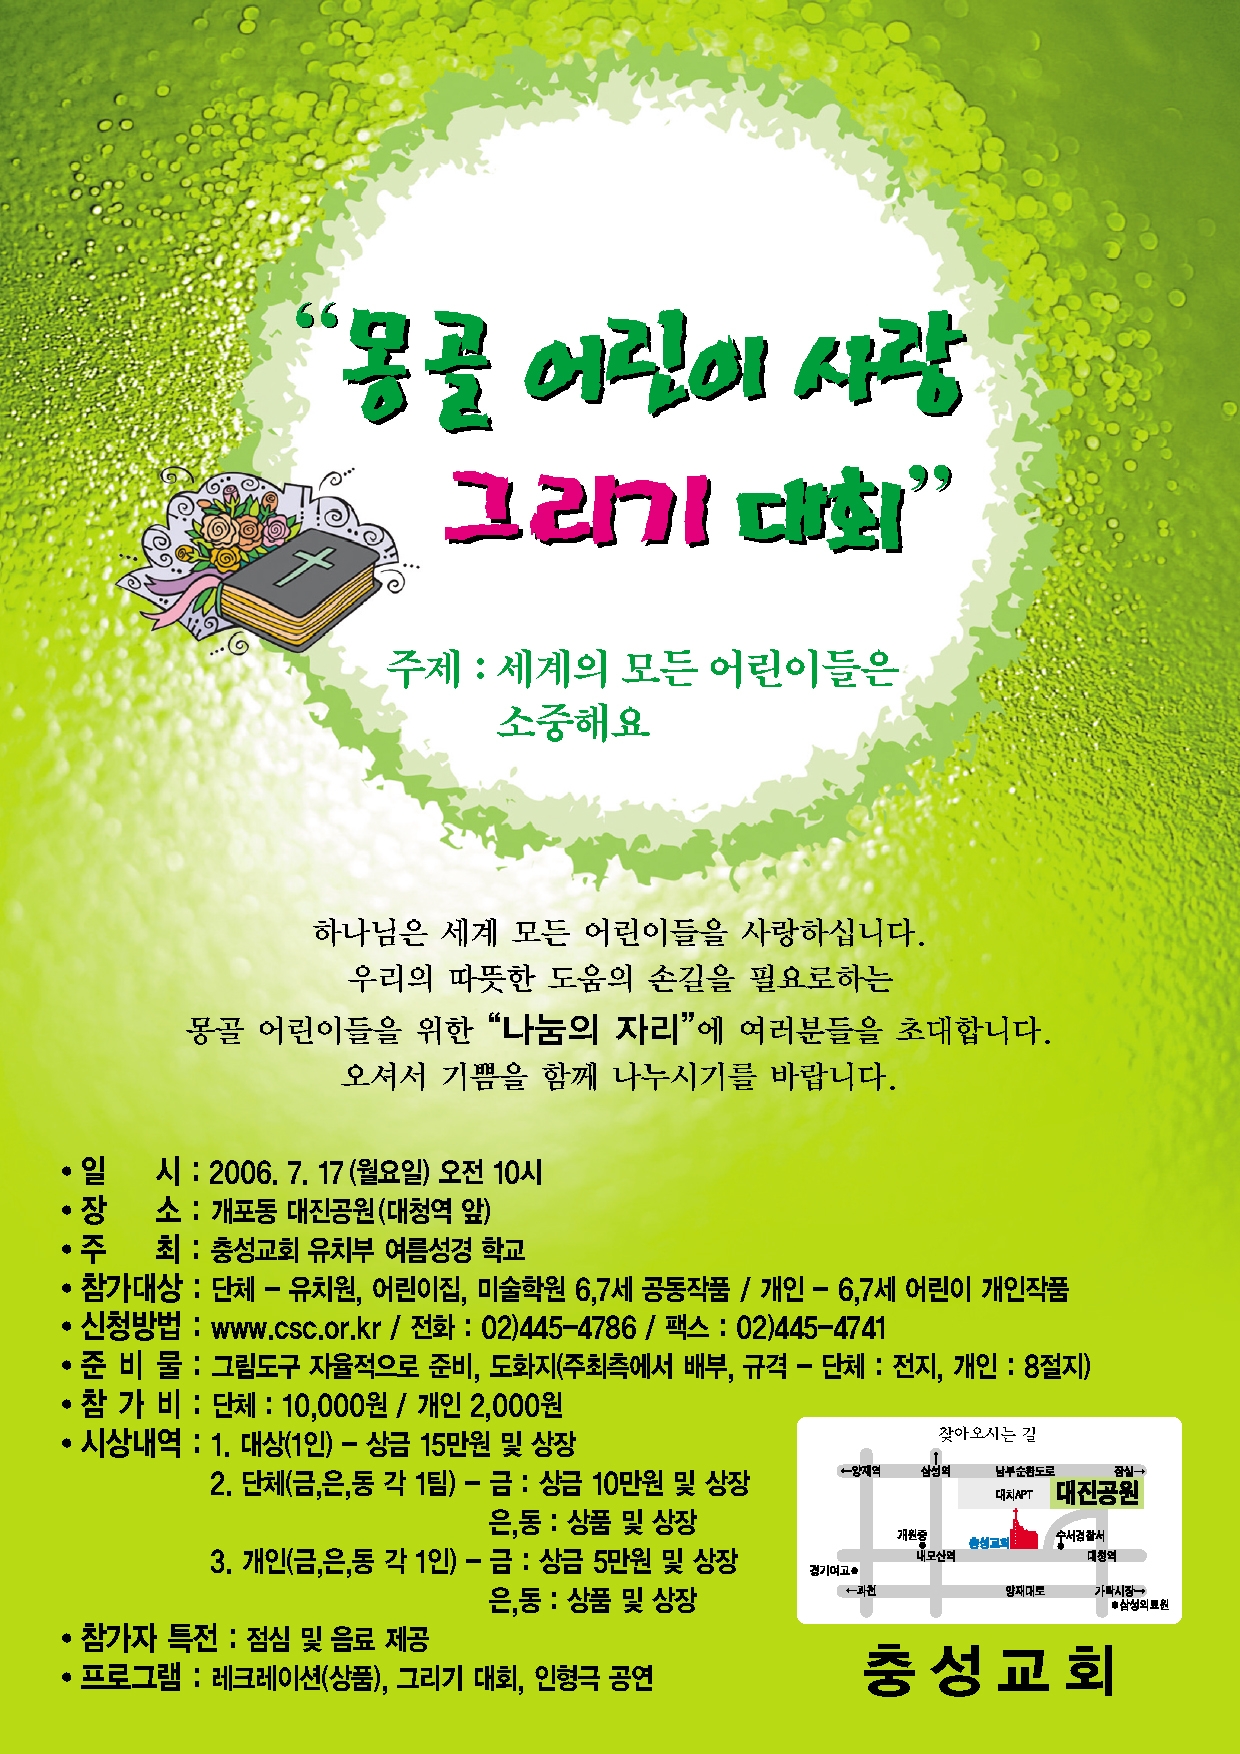 “몽골 어린이 사랑
그리기 대회”
주제 : 세계의 모든 어린이들은
소중해요
하나님은 세계 모든 어린이들을 사랑하십니다.
우리의 따뜻한 도움의 손길을 필요로하는
몽골 어린이들을 위한 “나눔의 자리”에 여러분들을 초대합니다.
오셔서 기쁨을 함께 나누시기를 바랍니다.
• 일 시 : 2006. 7. 17 (월요일) 오전 10시
• 장 소 : 개포동 대진공원(대청역 앞)
• 주 최 : 충성교회 유치부 여름성경 학교
• 참가대상 : 단체 - 유치원, 어린이집, 미술학원 6,7세 공동작품 / 개인 - 6,7세 어린이 개인작품
• 신청방법 : www.csc.or.kr / 전화 : 02)445-4786 / 팩스 : 02)445-4741
• 준 비 물 : 그림도구 자율적으로 준비, 도화지(주최측에서 배부, 규격 - 단체 : 전지, 개인 : 8절지)
• 참 가 비 : 단체 : 10,000원 / 개인 2,000원
• 시상내역 : 1. 대상(1인) - 상금 15만원 및 상장
2. 단체(금,은,동 각 1팀) - 금 : 상금 10만원 및 상장
은,동 : 상품 및 상장
3. 개인(금,은,동 각 1인) - 금 : 상금 5만원 및 상장
은,동 : 상품 및 상장
• 참가자 특전 : 점심 및 음료 제공
• 프로그램 : 레크레이션(상품), 그리기 대회, 인형극 공연
찾아오시는 길
←양재역 삼성역 남부순환도로 잠실→
대치APT 대진공원
개원중 충성교회 수서경찰서
내모산역 대청역
경기여고
←과천 양재대로 가락시장→
삼성의료원
충성교회